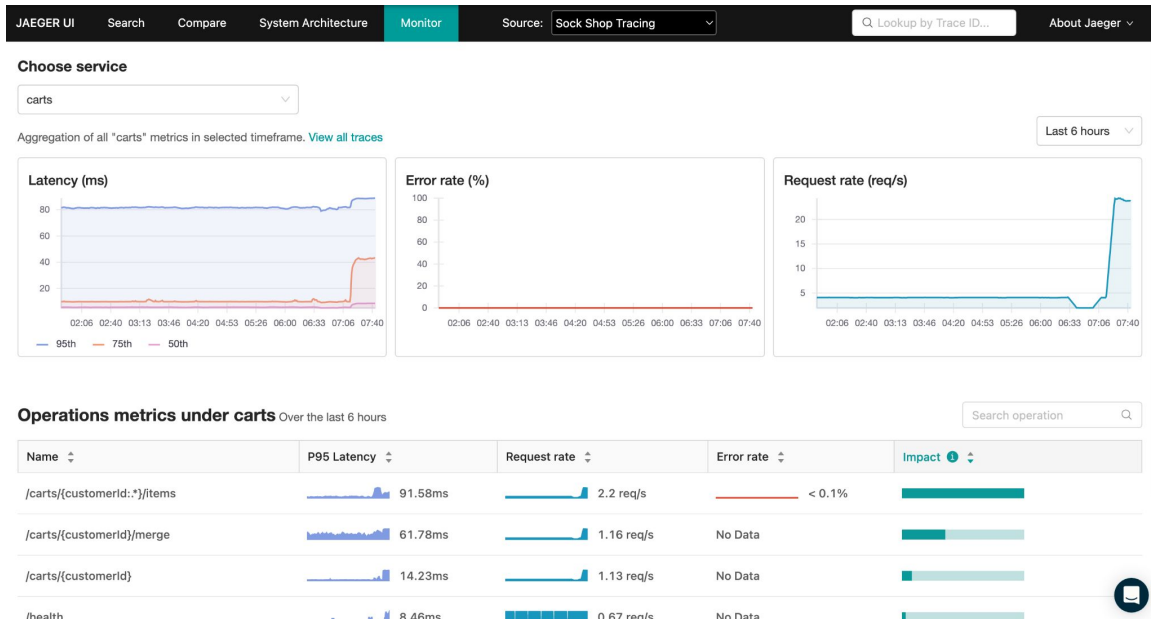 JAEGER UI Search Compare System Architecture Monitor Source: Sock Shop Tracing Lookup by Trace ID... About Jaeger
Choose service
carts
Aggregation of all "carts" metrics in selected timeframe. View all traces
Last 6 hours
Latency (ms)
80
60
40
20
02:06 02:40 03:13 03:46 04:20 04:53 05:26 06:00 06:33 07:06 07:40
95th 75th 50th
Error rate (%)
100
80
60
40
20
0
02:06 02:40 03:13 03:46 04:20 04:53 05:26 06:00 06:33 07:06 07:40
Request rate (req/s)
20
15
10
5
02:06 02:40 03:13 03:46 04:20 04:53 05:26 06:00 06:33 07:06 07:40
Operations metrics under carts Over the last 6 hours
Search operation
Name P95 Latency Request rate Error rate Impact
/carts/{customerId:.*}/items 91.58ms 2.2 req/s < 0.1%
/carts/{customerId}/merge 61.78ms 1.16 req/s No Data
/carts/{customerId} 14.23ms 1.13 req/s No Data
/health 8.46ms 0.67 req/s No Data